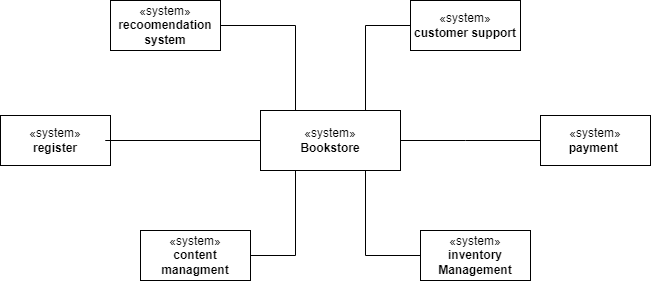 «system»
recoomendation
system
«system»
customer support
«system»
register
«system»
Bookstore
«system»
payment
«system»
content
managment
«system»
inventory
Management